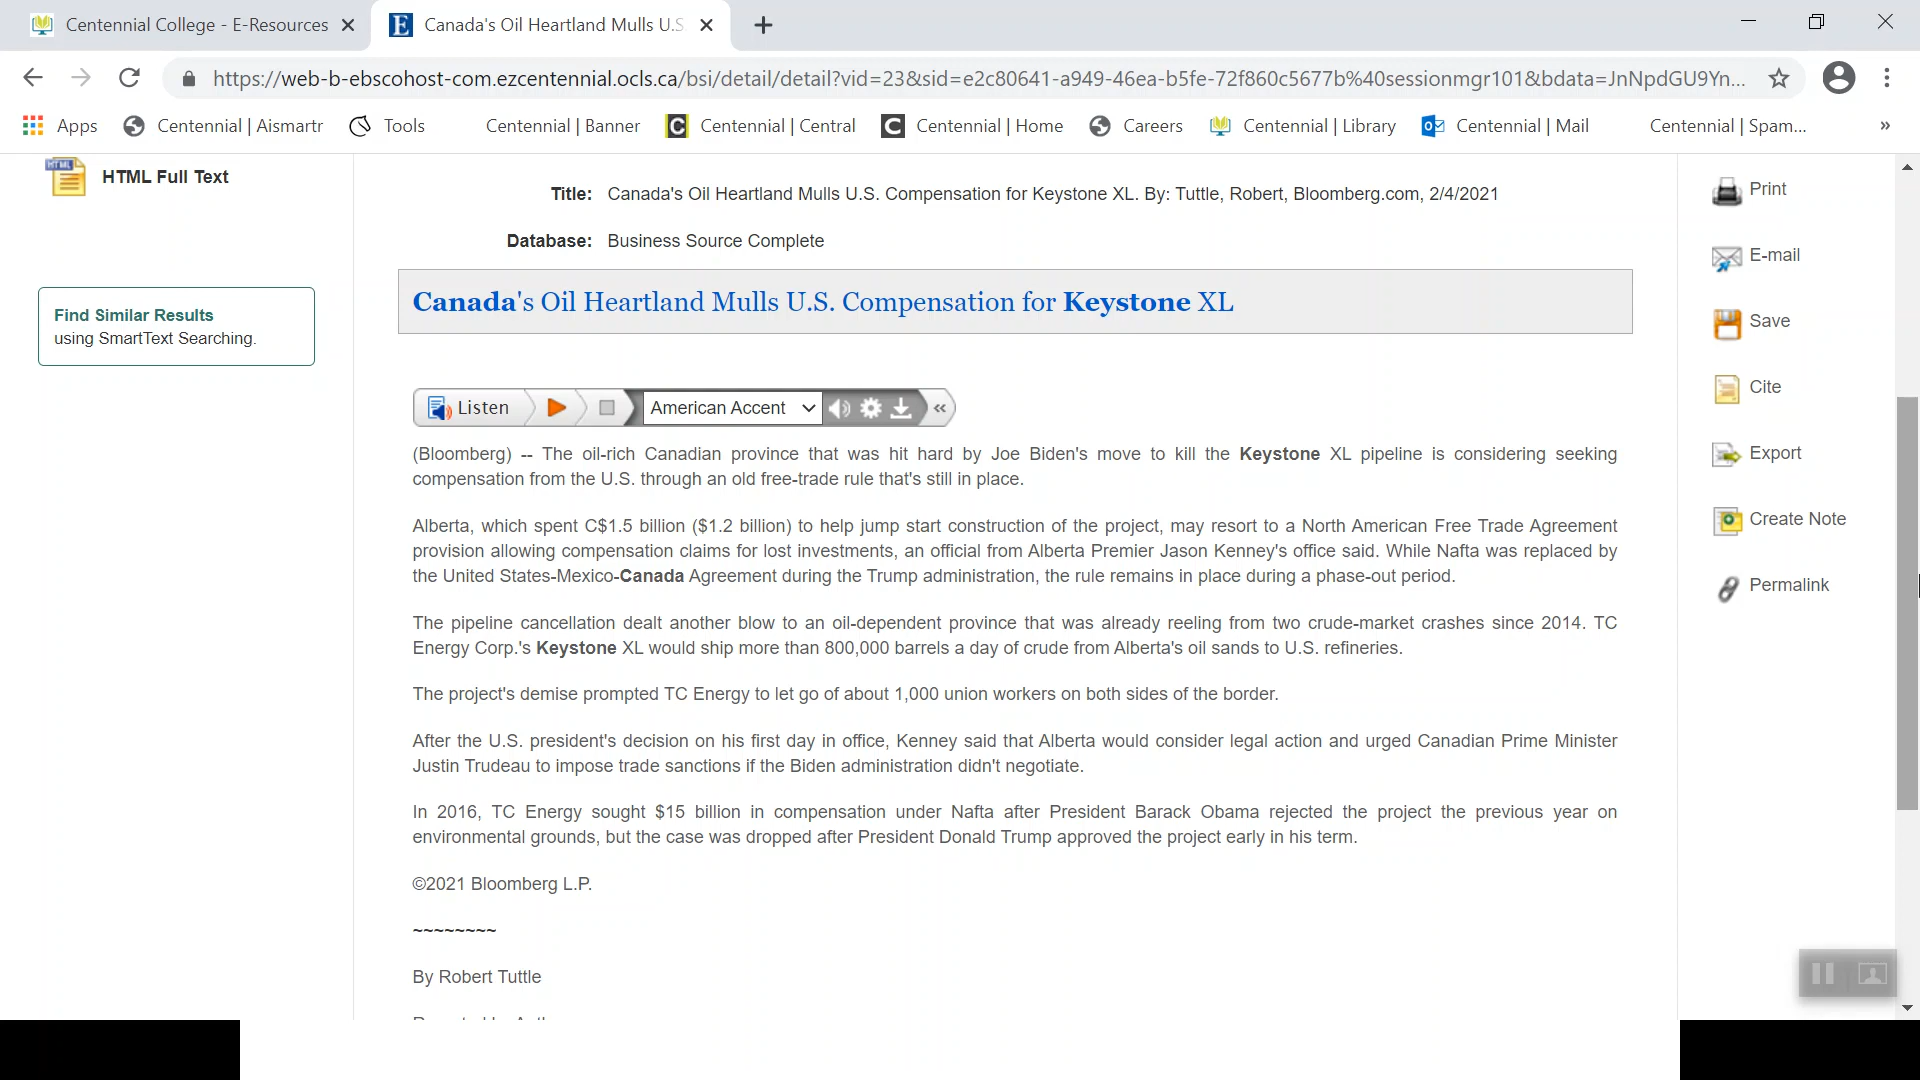 Centennial College - E-Resources
Canada's Oil Heartland Mulls U.S
https://web-b-ebscohost-com.ezcentennial.ocls.ca/bsi/detail/detail?vid=23&sid=e2c80641-a949-46ea-b5fe-72f860c5677b%40sessionmgr101&bdata=JnNpdGU9Yn...
Apps Centennial | Aismartr Tools Centennial | Banner Centennial | Central Centennial | Home Careers Centennial | Library Centennial | Mail Centennial | Spam... »
HTML Full Text
Find Similar Results
using SmartText Searching.
Title: Canada's Oil Heartland Mulls U.S. Compensation for Keystone XL. By: Tuttle, Robert, Bloomberg.com, 2/4/2021
Database: Business Source Complete
Canada's Oil Heartland Mulls U.S. Compensation for Keystone XL
Listen American Accent
(Bloomberg) -- The oil-rich Canadian province that was hit hard by Joe Biden's move to kill the Keystone XL pipeline is considering seeking
compensation from the U.S. through an old free-trade rule that's still in place.
Alberta, which spent C$1.5 billion ($1.2 billion) to help jump start construction of the project, may resort to a North American Free Trade Agreement
provision allowing compensation claims for lost investments, an official from Alberta Premier Jason Kenney's office said. While Nafta was replaced by
the United States-Mexico-Canada Agreement during the Trump administration, the rule remains in place during a phase-out period.
The pipeline cancellation dealt another blow to an oil-dependent province that was already reeling from two crude-market crashes since 2014. TC
Energy Corp.'s Keystone XL would ship more than 800,000 barrels a day of crude from Alberta's oil sands to U.S. refineries.
The project's demise prompted TC Energy to let go of about 1,000 union workers on both sides of the border.
After the U.S. president's decision on his first day in office, Kenney said that Alberta would consider legal action and urged Canadian Prime Minister
Justin Trudeau to impose trade sanctions if the Biden administration didn't negotiate.
In 2016, TC Energy sought $15 billion in compensation under Nafta after President Barack Obama rejected the project the previous year on
environmental grounds, but the case was dropped after President Donald Trump approved the project early in his term.
©2021 Bloomberg L.P.
~~~~~~~~
By Robert Tuttle
Print
E-mail
Save
Cite
Export
Create Note
Permalink